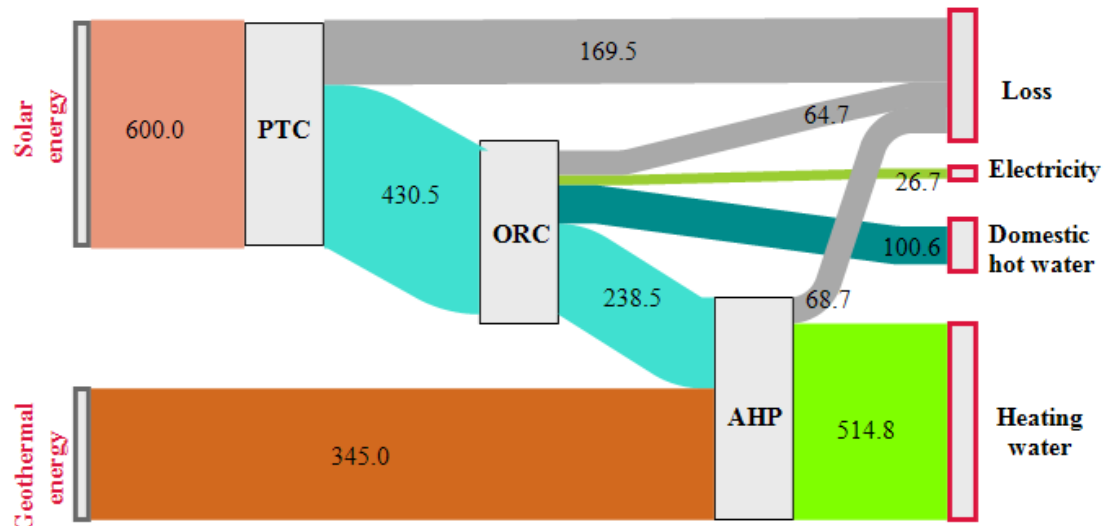 Solar
energy
600.0
PTC
169.5
Loss
64.7
Electricity
26.7
430.5
ORC
Domestic
hot water
100.6
238.5
68.7
Geothermal
energy
345.0
AHP
514.8
Heating
water